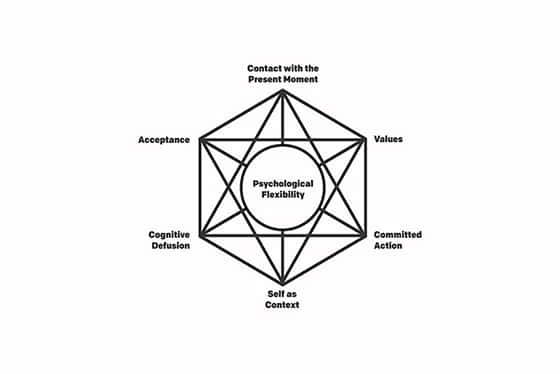 Contact with the
Present Moment
Acceptance
Values
Psychological
Flexibility
Cognitive
Defusion
Committed
Action
Self as
Context